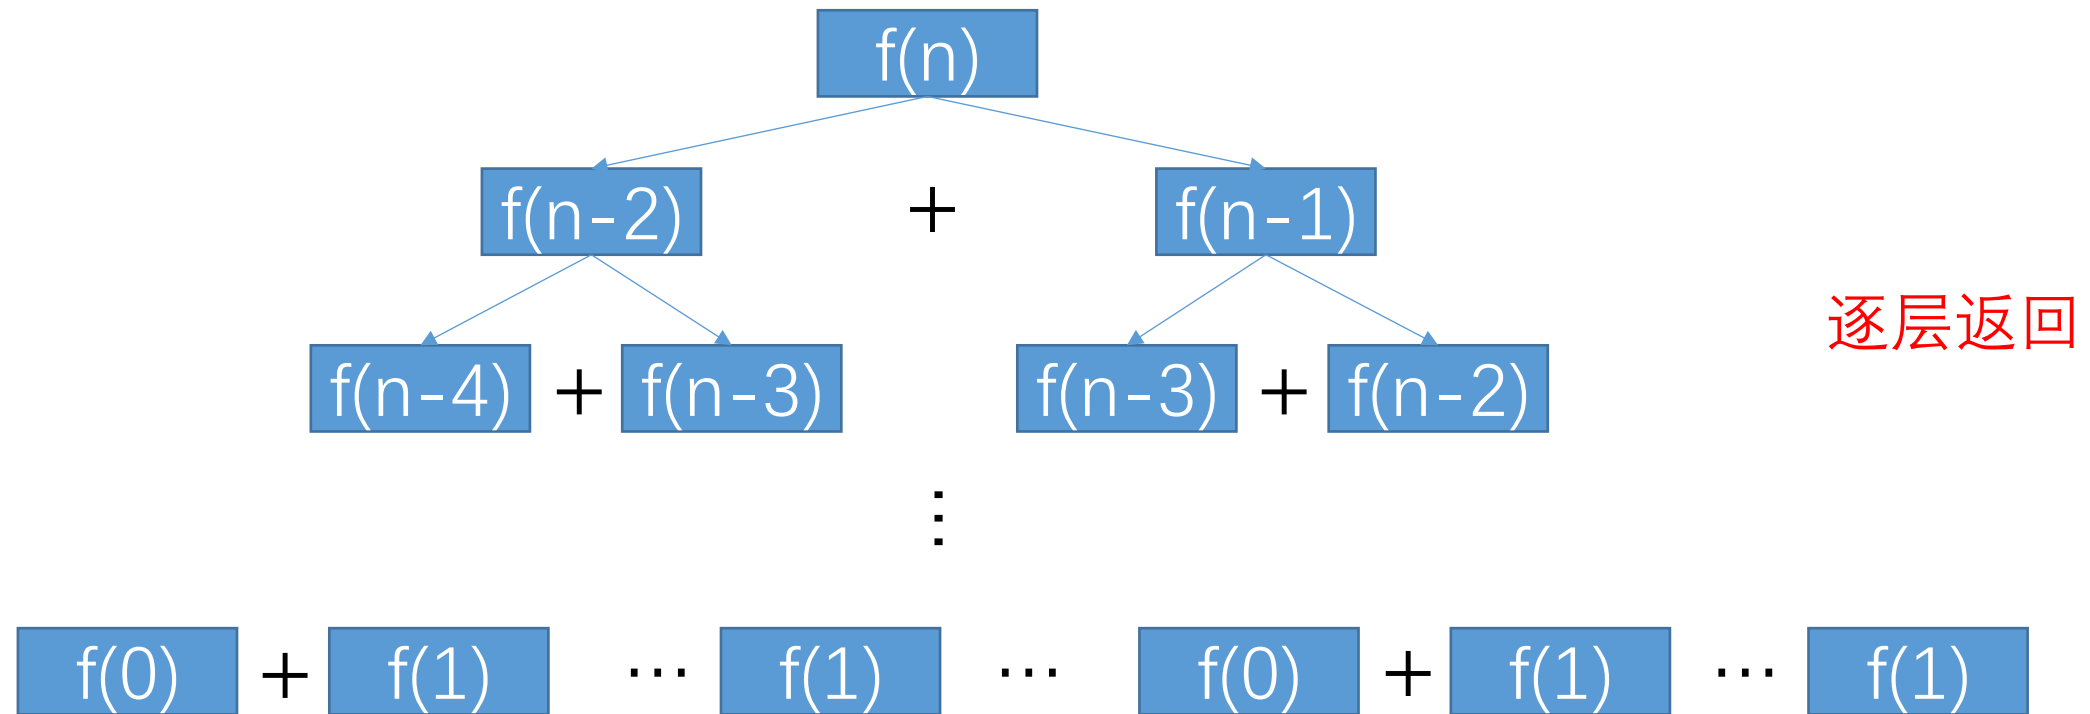 f(n)
f(n-2) + f(n-1)
逐层返回
f(n-4) + f(n-3) f(n-3) + f(n-2)
⋮
f(0) + f(1) ⋯ f(1) ⋯ f(0) + f(1) ⋯ f(1)